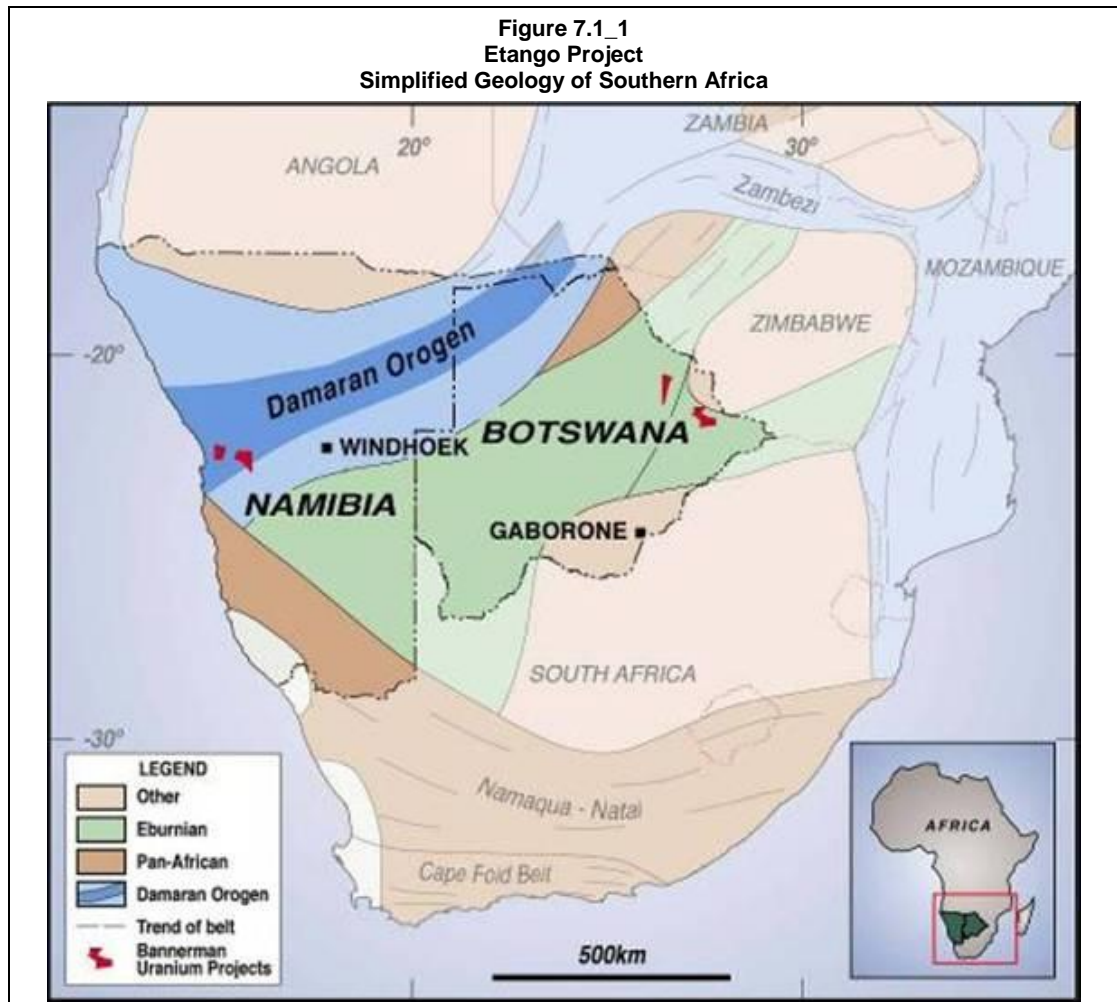 Figure 7.1_1
Etango Project
Simplified Geology of Southern Africa
ZAMBIA
20°
30°
ANGOLA
Zambezi
MOZAMBIQUE
ZIMBABWE
-20°
Damaran Orogen
BOTSWANA
WINDHOEK
NAMIBIA
GABORONE
SOUTH AFRICA
-30°
LEGEND
Other
Eburnian
Pan-African
Damaran Orogen
Trend of belt
Bannerman
Uranium Projects
Namaqua - Natal
Cape Fold Belt
500km
AFRICA